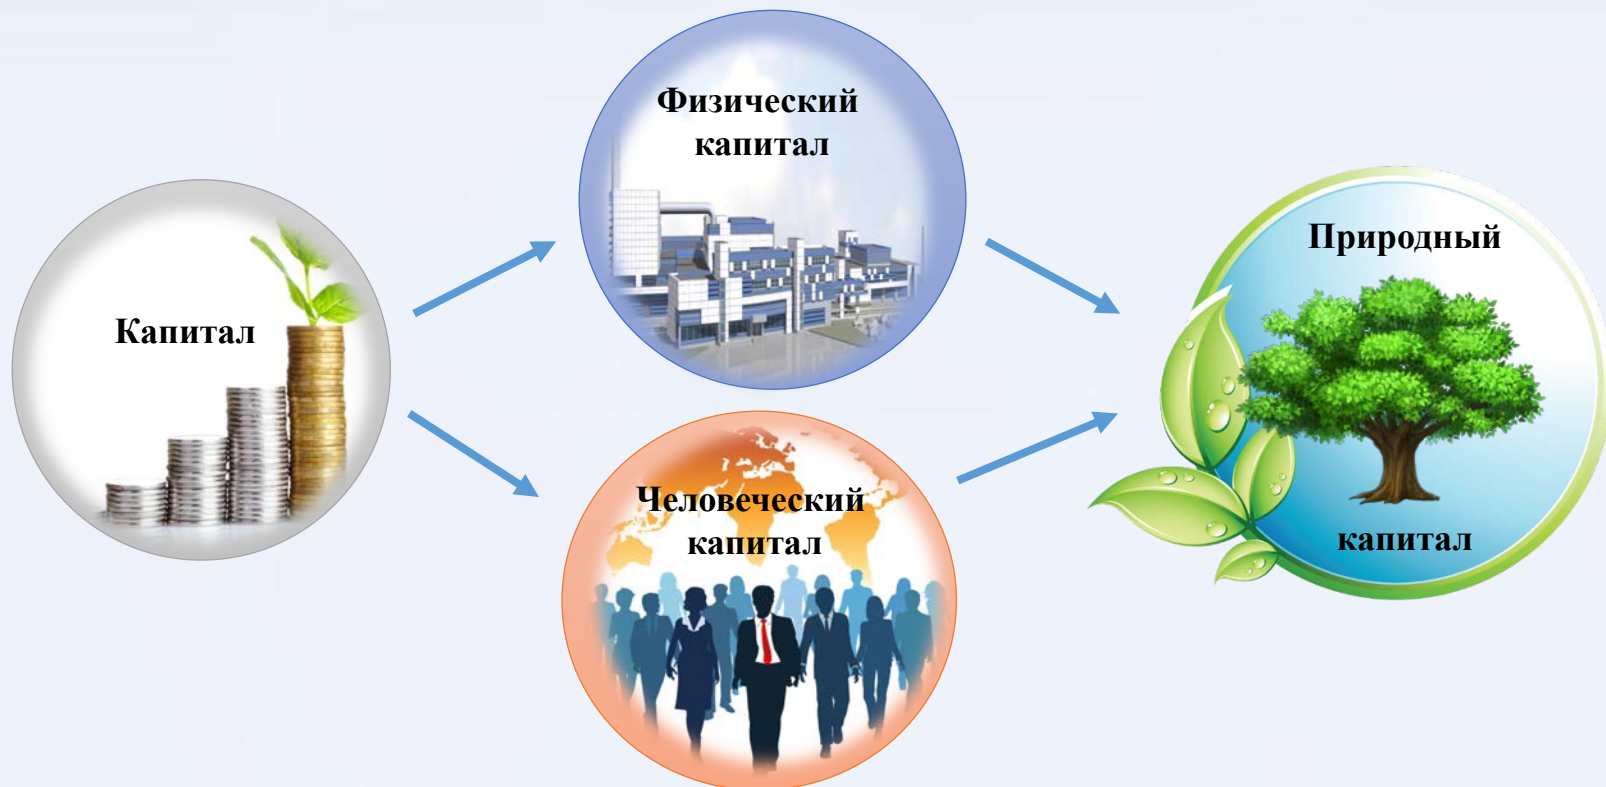 Капитал
Физический
капитал
Человеческий
капитал
Природный
капитал